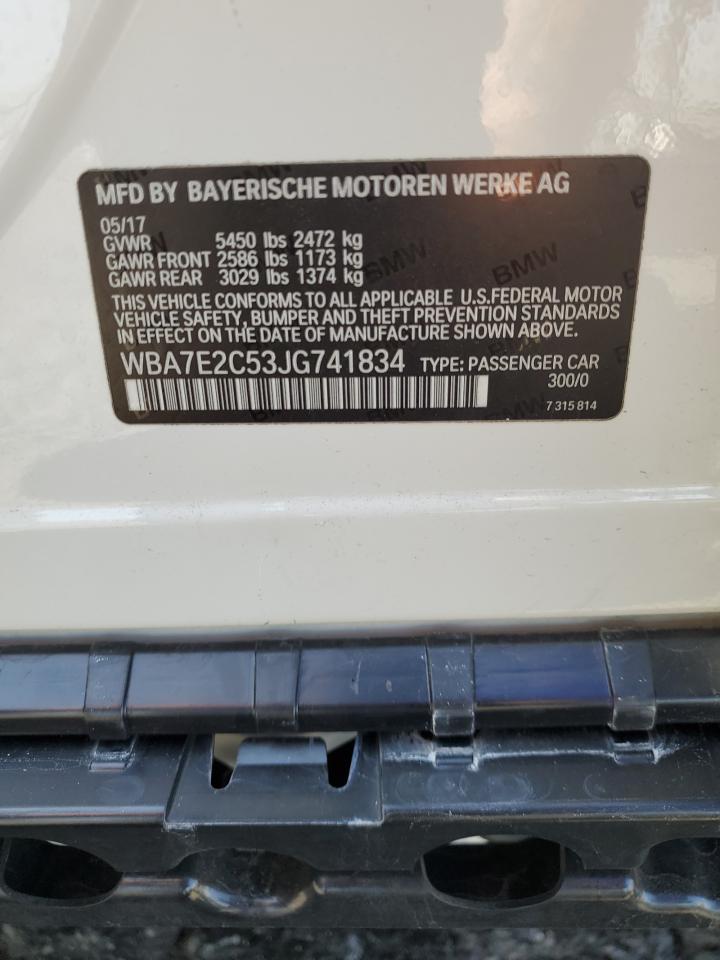 MFD BY BAYERISCHE MOTOREN WERKE AG
05/17
GVWR 5450 lbs 2472 kg
GAWR FRONT 2586 lbs 1173 kg
GAWR REAR 3029 lbs 1374 kg
THIS VEHICLE CONFORMS TO ALL APPLICABLE U.S.FEDERAL MOTOR
VEHICLE SAFETY, BUMPER AND THEFT PREVENTION STANDARDS
IN EFFECT ON THE DATE OF MANUFACTURE SHOWN ABOVE.
WBA7E2C53JG741834 TYPE: PASSENGER CAR
300/0
7 315 814
BMW
BMW
BMW